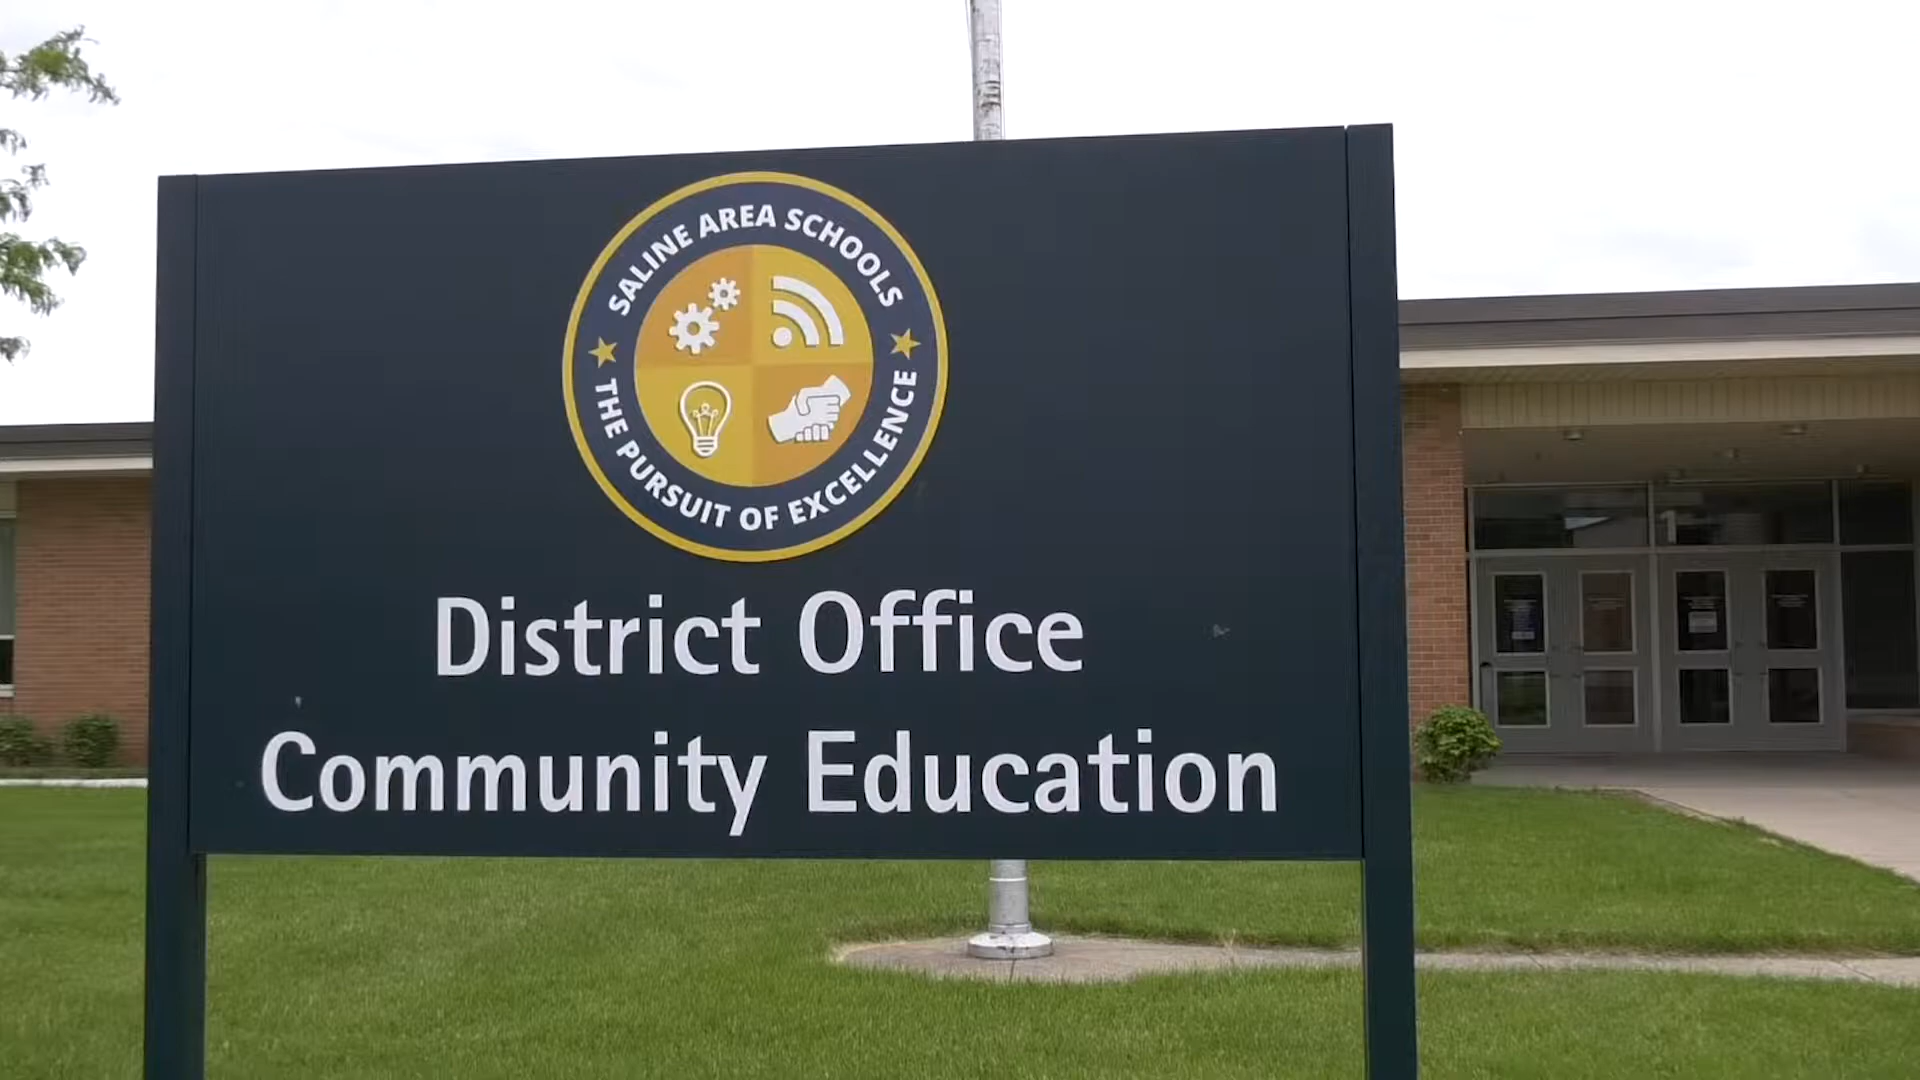 SALINE AREA SCHOOLS
THE PURSUIT OF EXCELLENCE
District Office
Community Education